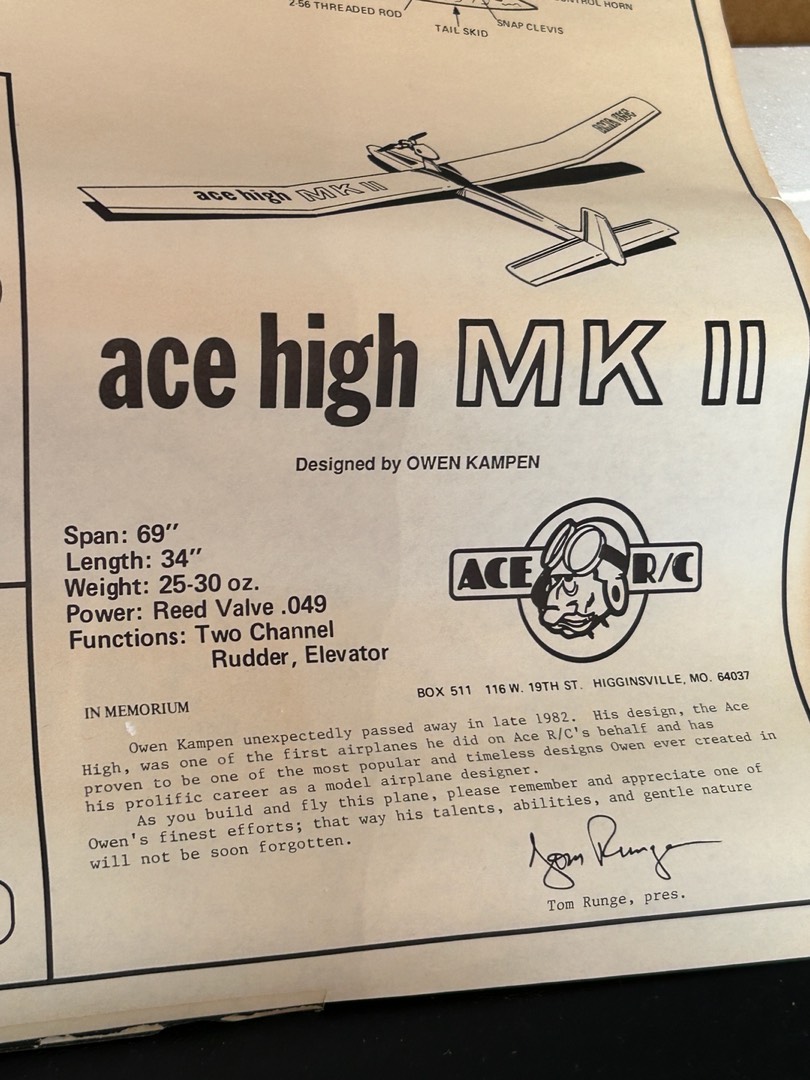 2-56 THREADED ROD
TAIL SKID
SNAP CLEVIS
CONTROL HORN
ace high MK II
ace high MK II
Designed by OWEN KAMPEN
Span: 69″
Length: 34″
Weight: 25-30 oz.
Power: Reed Valve .049
Functions: Two Channel
Rudder, Elevator
ACE R/C
BOX 511 116 W. 19TH ST. HIGGINSVILLE, MO. 64037
IN MEMORIUM
Owen Kampen unexpectedly passed away in late 1982. His design, the Ace
High, was one of the first airplanes he did on Ace R/C's behalf and has
proven to be one of the most popular and timeless designs Owen ever created in
his prolific career as a model airplane designer.
As you build and fly this plane, please remember and appreciate one of
Owen's finest efforts; that way his talents, abilities, and gentle nature
will not be soon forgotten.
Tom Runge
Tom Runge, pres.